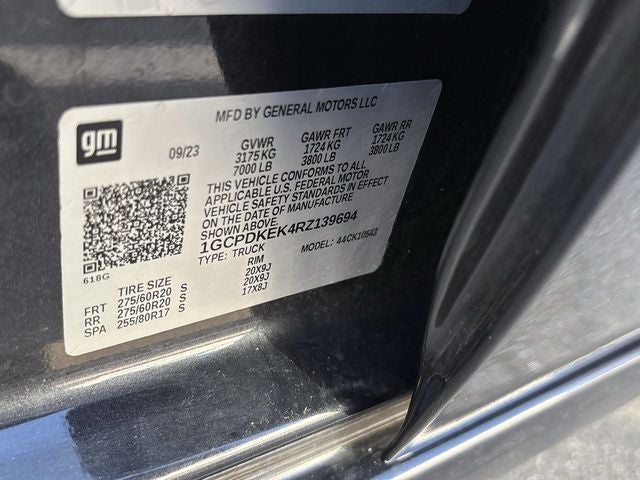 MFD BY GENERAL MOTORS LLC
gm
09/23
GVWR GAWR FRT GAWR RR
3175 KG 1724 KG 1724 KG
7000 LB 3800 LB 3800 LB
THIS VEHICLE CONFORMS TO ALL
APPLICABLE U.S. FEDERAL MOTOR
VEHICLE SAFETY STANDARDS IN EFFECT
ON THE DATE OF MANUFACTURE
SHOWN ABOVE.
1GCPDKEK4RZ139694
TYPE: TRUCK MODEL: 44CK10543
618G
TIRE SIZE RIM
FRT 275/60R20 S 20X9J
RR 275/60R20 S 20X9J
SPA 255/80R17 S 17X8J